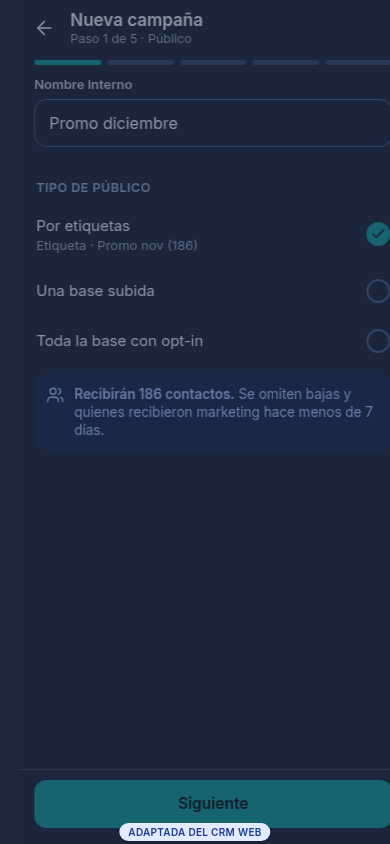 Nueva campaña
Paso 1 de 5 · Público
Nombre interno
Promo diciembre
TIPO DE PÚBLICO
Por etiquetas
Etiqueta · Promo nov (186)
Una base subida
Toda la base con opt-in
Recibirán 186 contactos. Se omiten bajas y
quienes recibieron marketing hace menos de 7
días.
Siguiente
ADAPTADA DEL CRM WEB